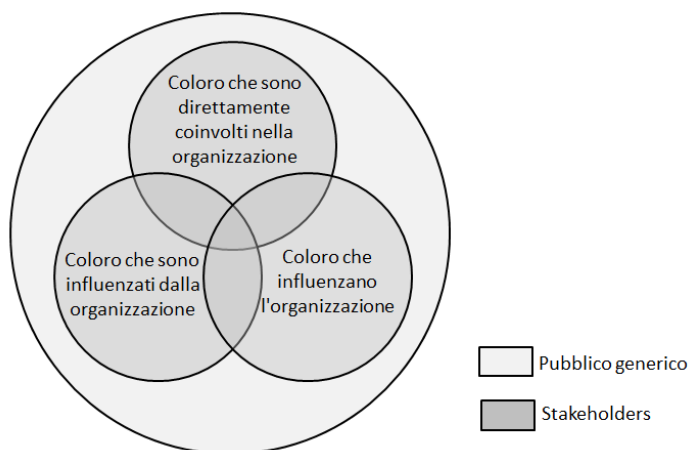 Coloro che sono
direttamente
coinvolti nella
organizzazione
Coloro che sono
influenzati dalla
organizzazione
Coloro che
influenzano
l'organizzazione
Pubblico generico
Stakeholders